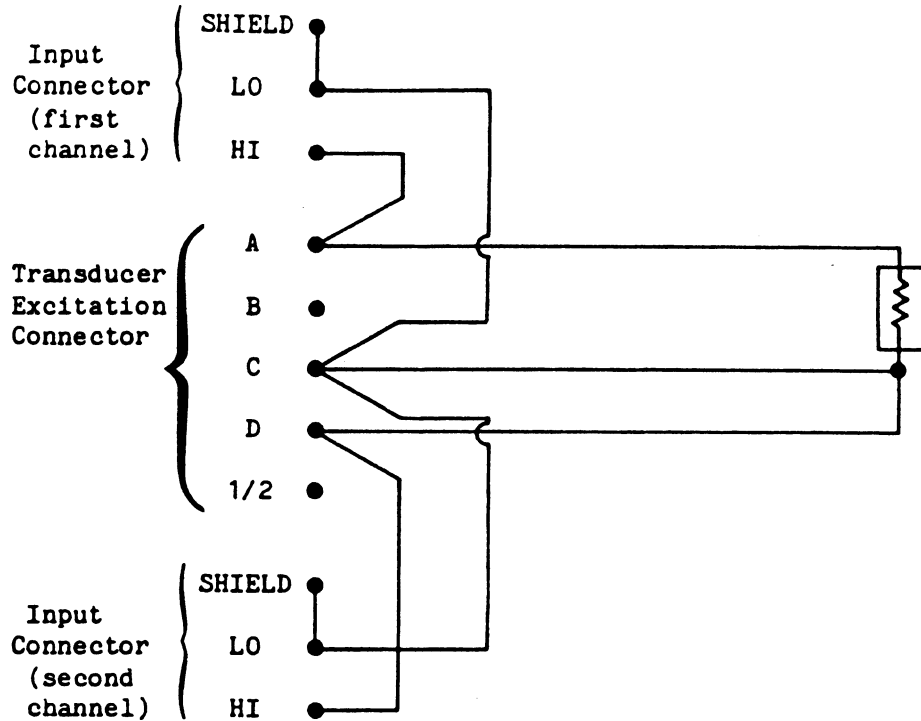 SHIELD
Input
Connector
(first
channel)
LO
HI
Transducer
Excitation
Connector
A
B
C
D
1/2
Input
Connector
(second
channel)
SHIELD
LO
HI